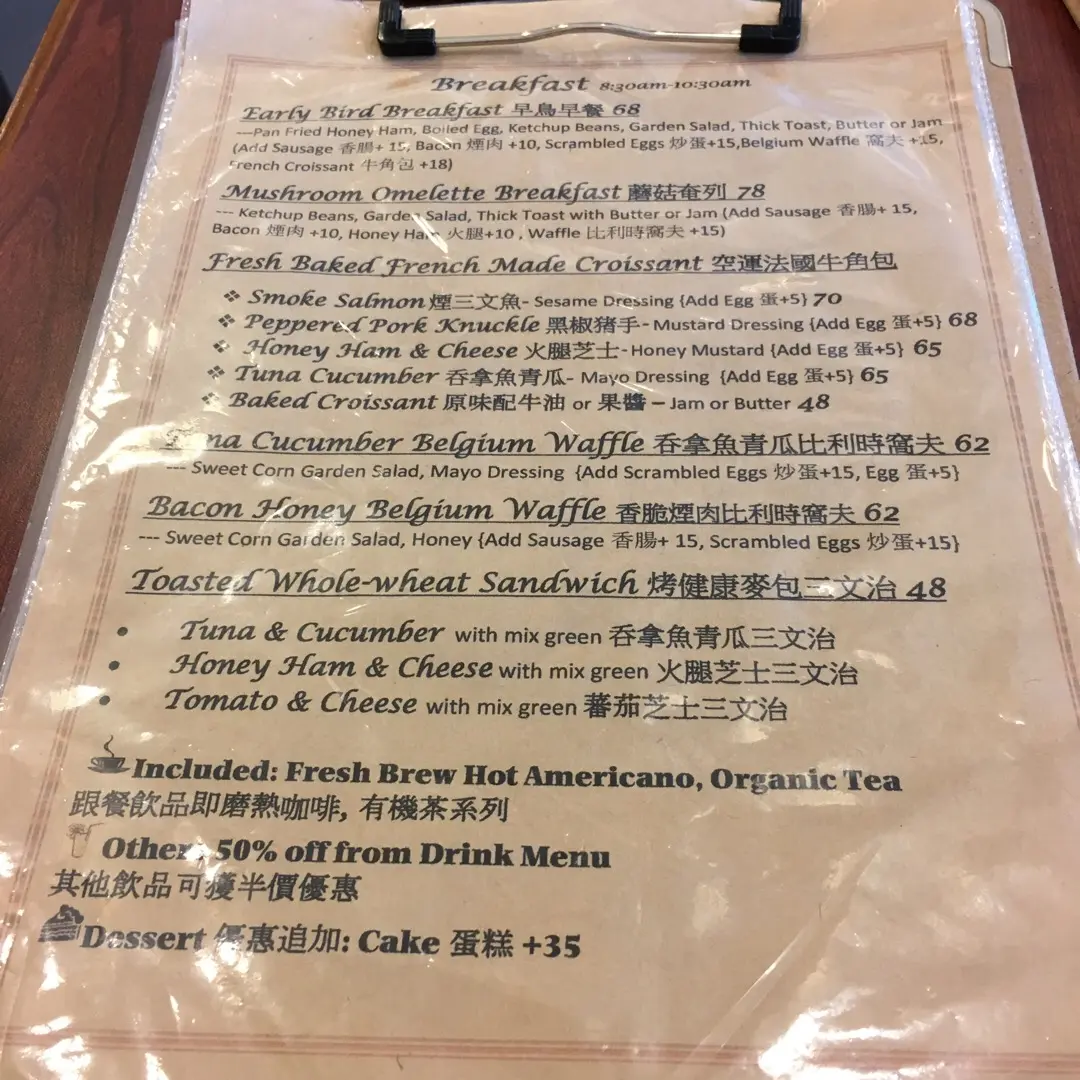 Breakfast 8:30am-10:30am
Early Bird Breakfast 早鳥早餐 68
---Pan Fried Honey Ham, Boiled Egg, Ketchup Beans, Garden Salad, Thick Toast, Butter or Jam
(Add Sausage 香腸+ 15, Bacon 煙肉 +10, Scrambled Eggs 炒蛋+15,Belgium Waffle 窩夫 +15,
French Croissant 牛角包 +18)
Mushroom Omelette Breakfast 蘑菇奄列 78
--- Ketchup Beans, Garden Salad, Thick Toast with Butter or Jam (Add Sausage 香腸+ 15,
Bacon 煙肉 +10, Honey Ham 火腿+10 , Waffle 比利時窩夫 +15)
Fresh Baked French Made Croissant 空運法國牛角包
❖ Smoke Salmon 煙三文魚- Sesame Dressing {Add Egg 蛋+5} 70
❖ Peppered Pork Knuckle 黑椒猪手- Mustard Dressing {Add Egg 蛋+5} 68
❖ Honey Ham & Cheese 火腿芝士-Honey Mustard {Add Egg 蛋+5} 65
❖ Tuna Cucumber 吞拿魚青瓜- Mayo Dressing {Add Egg 蛋+5} 65
❖ Baked Croissant 原味配牛油 or 果醬 – Jam or Butter 48
Tuna Cucumber Belgium Waffle 吞拿魚青瓜比利時窩夫 62
--- Sweet Corn Garden Salad, Mayo Dressing {Add Scrambled Eggs 炒蛋+15, Egg 蛋+5}
Bacon Honey Belgium Waffle 香脆煙肉比利時窩夫 62
--- Sweet Corn Garden Salad, Honey {Add Sausage 香腸+ 15, Scrambled Eggs 炒蛋+15}
Toasted Whole-wheat Sandwich 烤健康麥包三文治 48
• Tuna & Cucumber with mix green 吞拿魚青瓜三文治
• Honey Ham & Cheese with mix green 火腿芝士三文治
• Tomato & Cheese with mix green 蕃茄芝士三文治
Included: Fresh Brew Hot Americano, Organic Tea
跟餐飲品即磨熱咖啡, 有機茶系列
Other, 50% off from Drink Menu
其他飲品可獲半價優惠
Dessert 優惠追加: Cake 蛋糕 +35